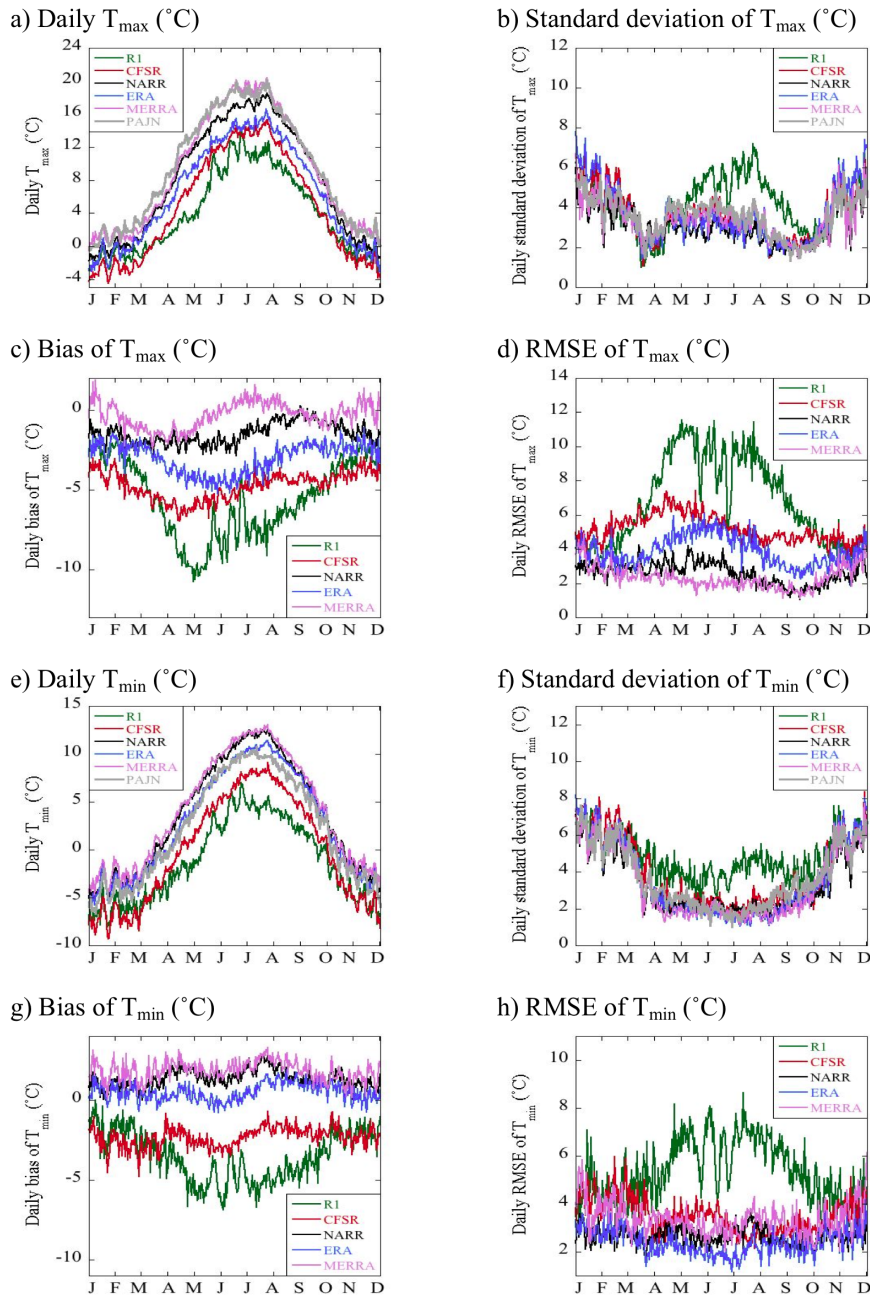 a) Daily Tmax (˚C)
24
20
16
12
8
4
0
-4
Daily Tmax (°C)
R1
CFSR
NARR
ERA
MERRA
PAJN
J F M A M J J A S O N D
b) Standard deviation of Tmax (˚C)
12
10
8
6
4
2
0
Daily standard deviation of Tmax (°C)
R1
CFSR
NARR
ERA
MERRA
PAJN
J F M A M J J A S O N D
c) Bias of Tmax (˚C)
0
-5
-10
Daily bias of Tmax (°C)
R1
CFSR
NARR
ERA
MERRA
J F M A M J J A S O N D
d) RMSE of Tmax (˚C)
14
12
10
8
6
4
2
0
Daily RMSE of Tmax (°C)
R1
CFSR
NARR
ERA
MERRA
J F M A M J J A S O N D
e) Daily Tmin (˚C)
15
10
5
0
-5
-10
Daily Tmin (°C)
R1
CFSR
NARR
ERA
MERRA
PAJN
J F M A M J J A S O N D
f) Standard deviation of Tmin (˚C)
12
10
8
6
4
2
0
Daily standard deviation of Tmin (°C)
R1
CFSR
NARR
ERA
MERRA
PAJN
J F M A M J J A S O N D
g) Bias of Tmin (˚C)
0
-5
-10
Daily bias of Tmin (°C)
R1
CFSR
NARR
ERA
MERRA
J F M A M J J A S O N D
h) RMSE of Tmin (˚C)
10
8
6
4
2
Daily RMSE of Tmin (°C)
R1
CFSR
NARR
ERA
MERRA
J F M A M J J A S O N D